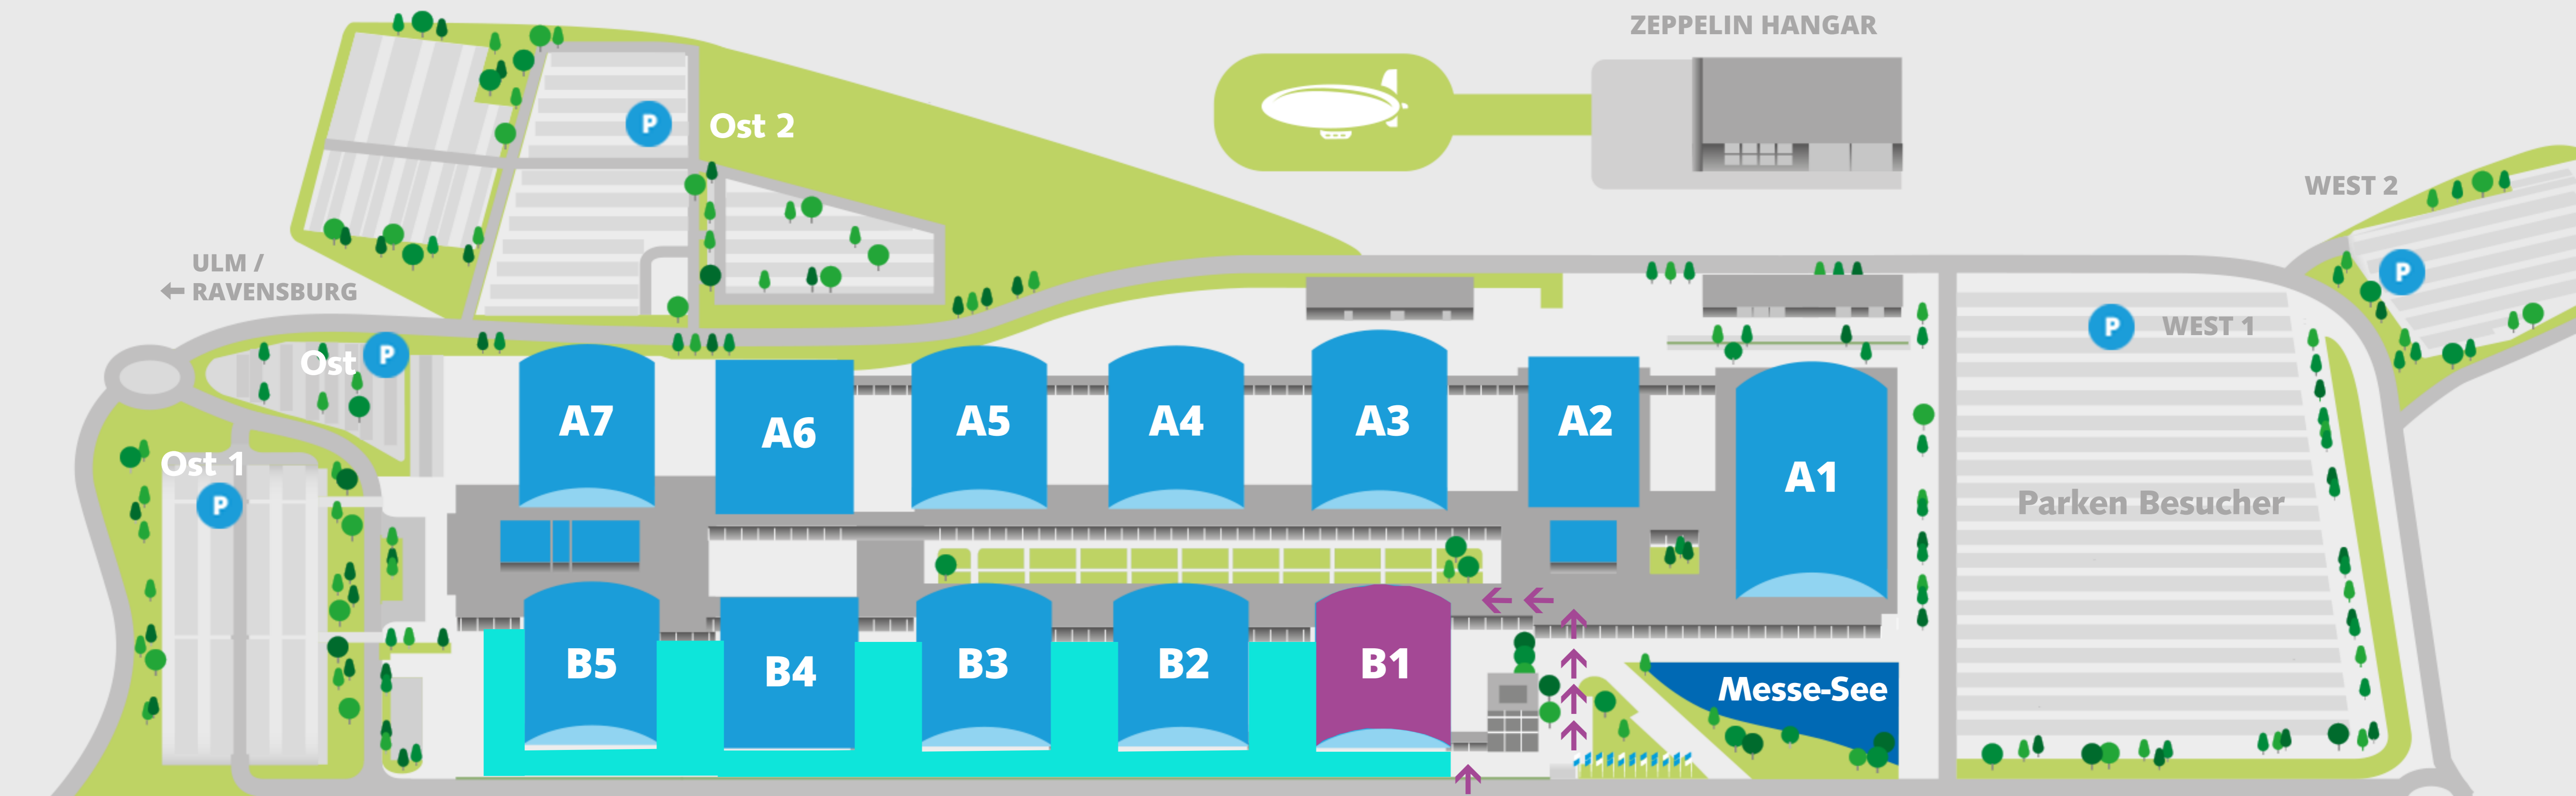 ZEPPELIN HANGAR
P
Ost 2
WEST 2
P
ULM /
RAVENSBURG
P
WEST 1
Ost
P
Ost 1
P
A7
A6
A5
A4
A3
A2
A1
Parken Besucher
B5
B4
B3
B2
B1
Messe-See